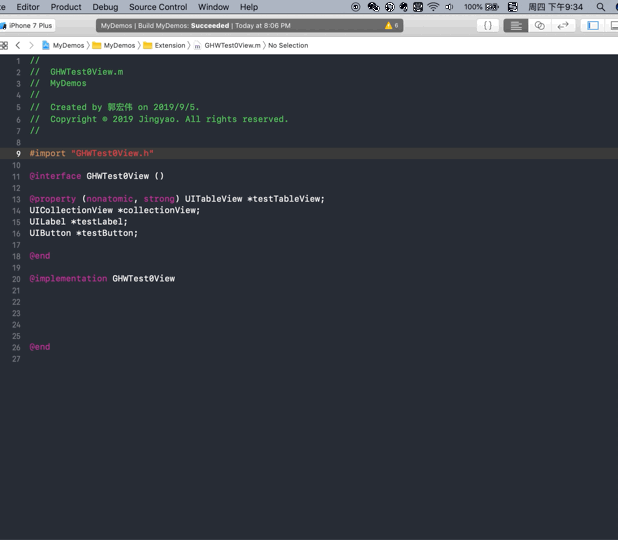 te Editor Product Debug Source Control Window Help 100% 周四 下午9:34
iPhone 7 Plus MyDemos | Build MyDemos: Succeeded | Today at 8:06 PM 6 { }
MyDemos MyDemos Extension m GHWTest0View.m No Selection
1 //
2 // GHWTest0View.m
3 // MyDemos
4 //
5 // Created by 郭宏伟 on 2019/9/5.
6 // Copyright © 2019 Jingyao. All rights reserved.
7 //
8
9 #import "GHWTest0View.h"
10
11 @interface GHWTest0View ()
12
13 @property (nonatomic, strong) UITableView *testTableView;
14 UICollectionView *collectionView;
15 UILabel *testLabel;
16 UIButton *testButton;
17
18 @end
19
20 @implementation GHWTest0View
21
22
23
24
25
26 @end
27